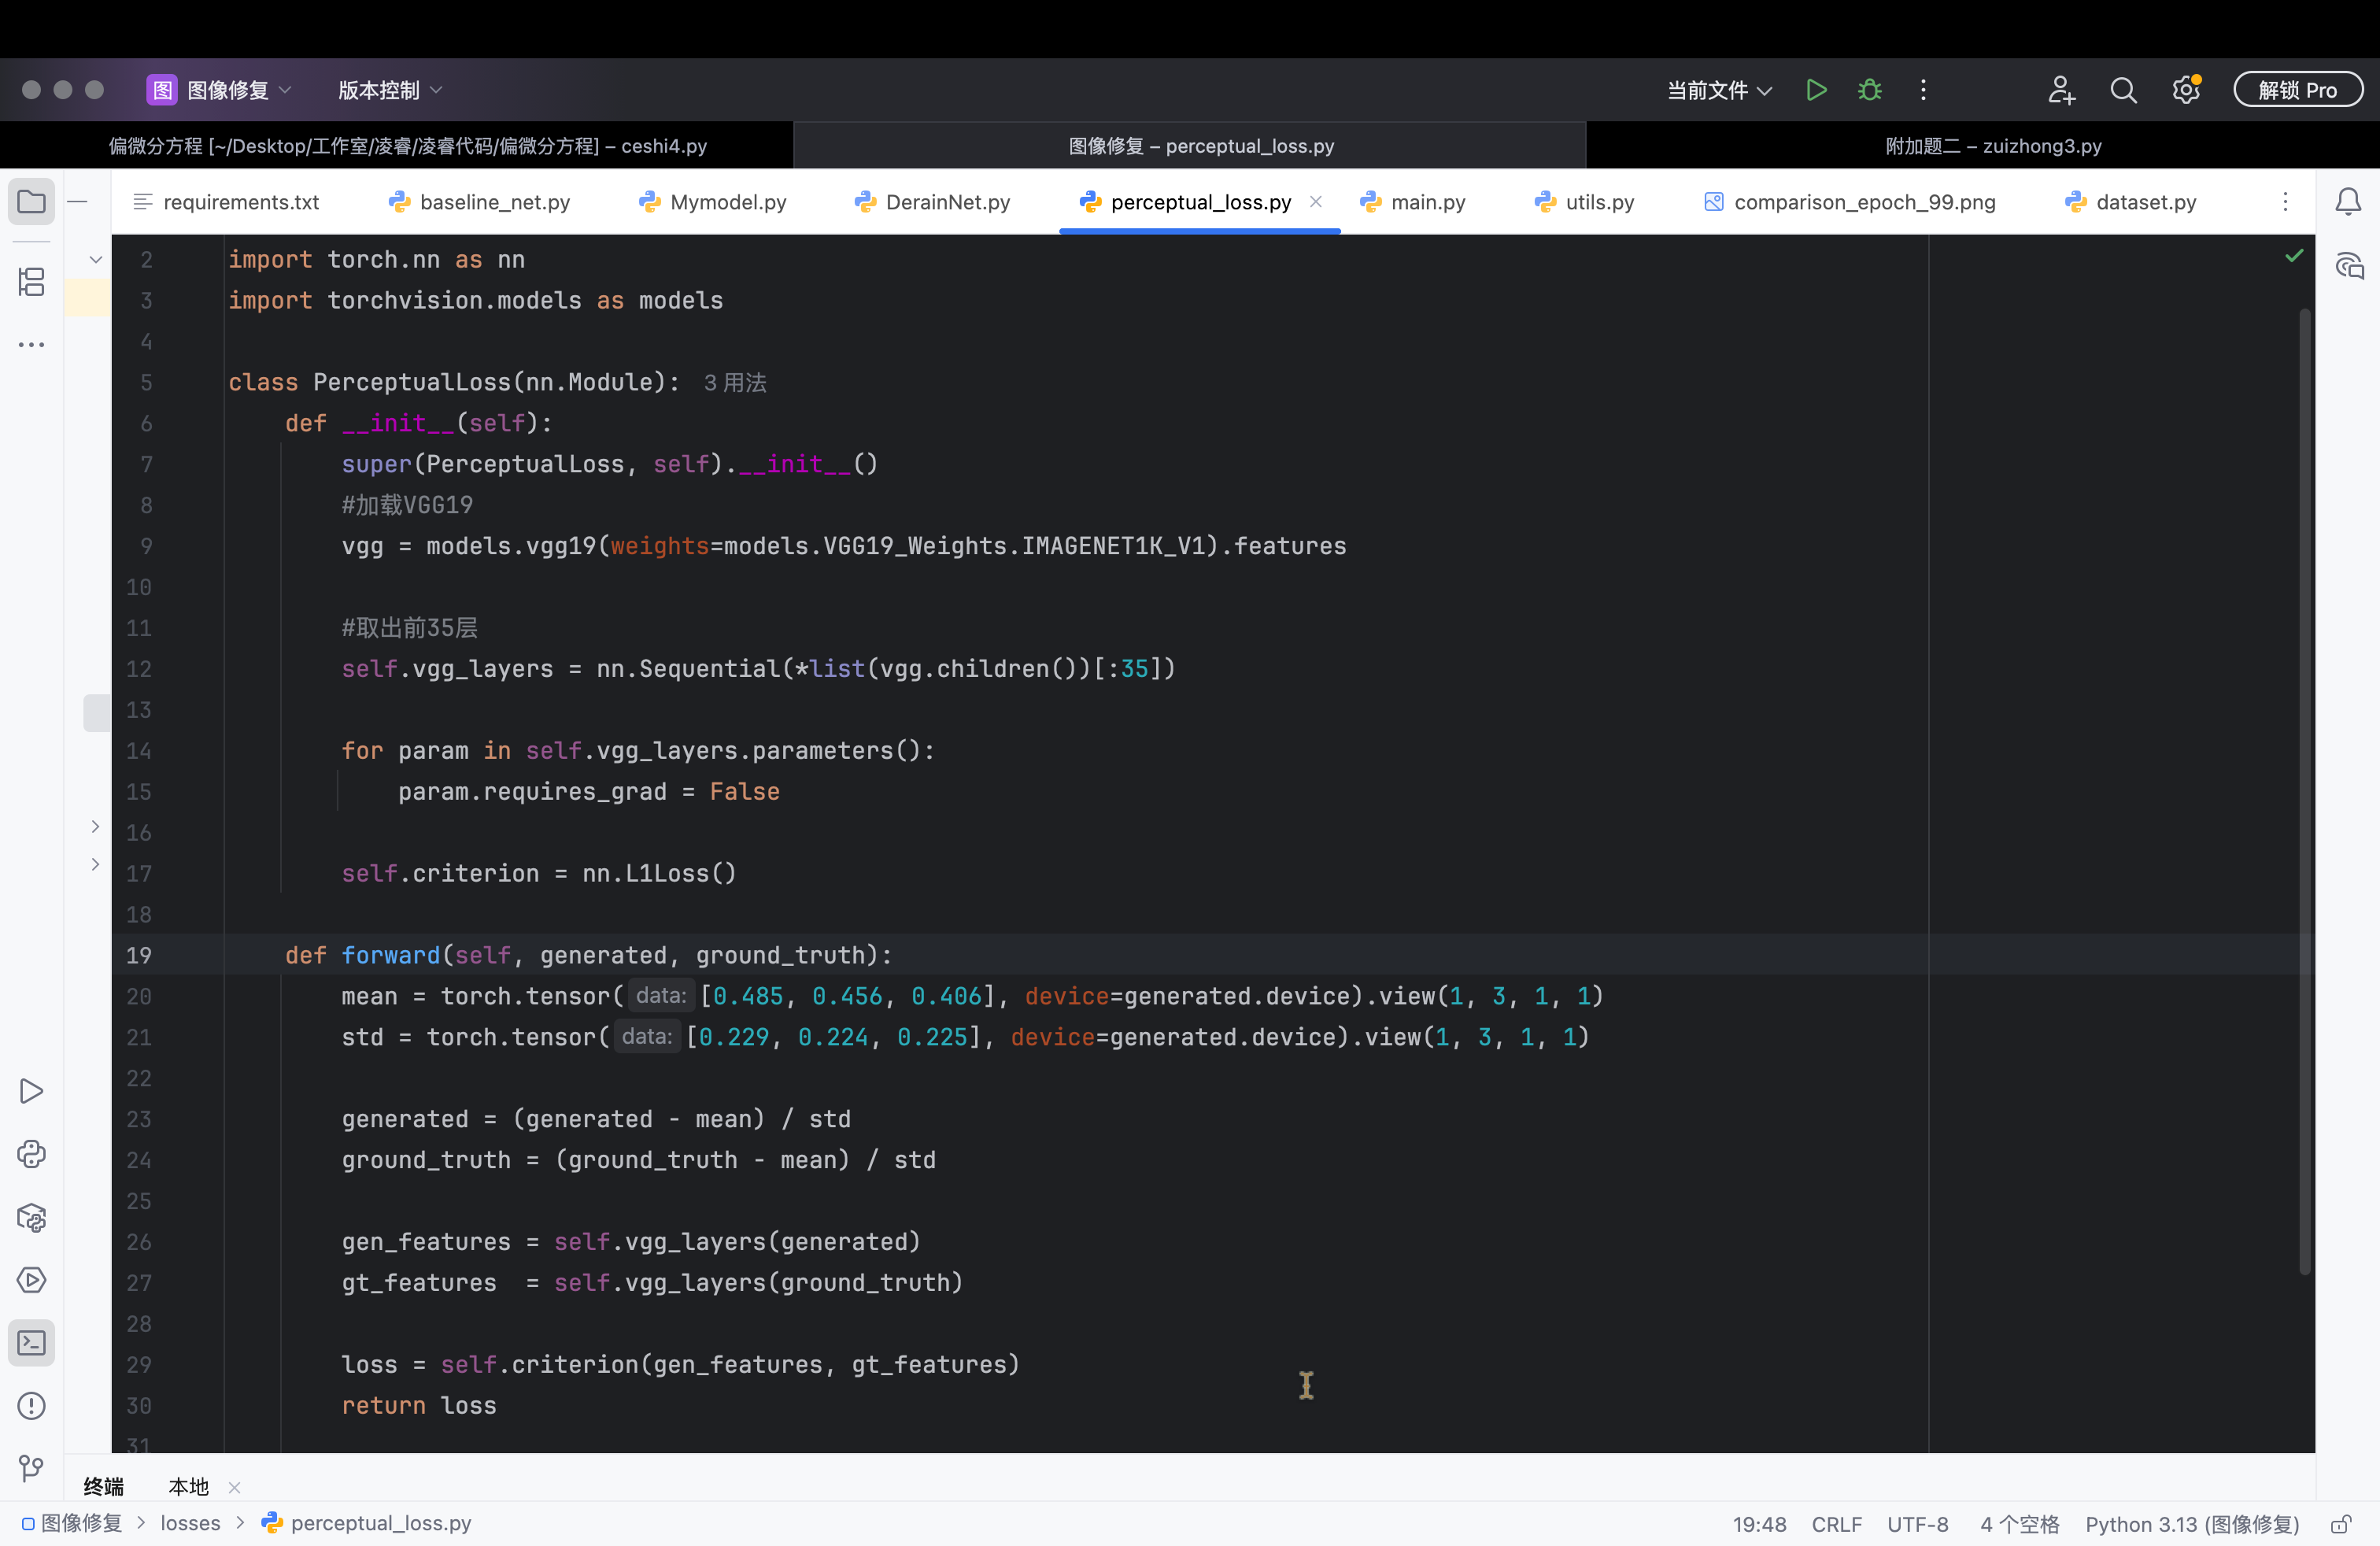 图 图像修复 版本控制 当前文件 解锁 Pro
偏微分方程 [~/Desktop/工作室/凌睿/凌睿代码/偏微分方程] – ceshi4.py 图像修复 – perceptual_loss.py 附加题二 – zuizhong3.py
requirements.txt baseline_net.py Mymodel.py DerainNet.py perceptual_loss.py main.py utils.py comparison_epoch_99.png dataset.py
2 import torch.nn as nn
3 import torchvision.models as models
4
5 class PerceptualLoss(nn.Module): 3 用法
6     def __init__(self):
7         super(PerceptualLoss, self).__init__()
8         #加载VGG19
9         vgg = models.vgg19(weights=models.VGG19_Weights.IMAGENET1K_V1).features
10
11         #取出前35层
12         self.vgg_layers = nn.Sequential(*list(vgg.children())[:35])
13
14         for param in self.vgg_layers.parameters():
15             param.requires_grad = False
16
17         self.criterion = nn.L1Loss()
18
19     def forward(self, generated, ground_truth):
20         mean = torch.tensor( data: [0.485, 0.456, 0.406], device=generated.device).view(1, 3, 1, 1)
21         std = torch.tensor( data: [0.229, 0.224, 0.225], device=generated.device).view(1, 3, 1, 1)
22
23         generated = (generated - mean) / std
24         ground_truth = (ground_truth - mean) / std
25
26         gen_features = self.vgg_layers(generated)
27         gt_features  = self.vgg_layers(ground_truth)
28
29         loss = self.criterion(gen_features, gt_features)
30         return loss
31
终端 本地
图像修复 > losses > perceptual_loss.py 19:48 CRLF UTF-8 4 个空格 Python 3.13 (图像修复)